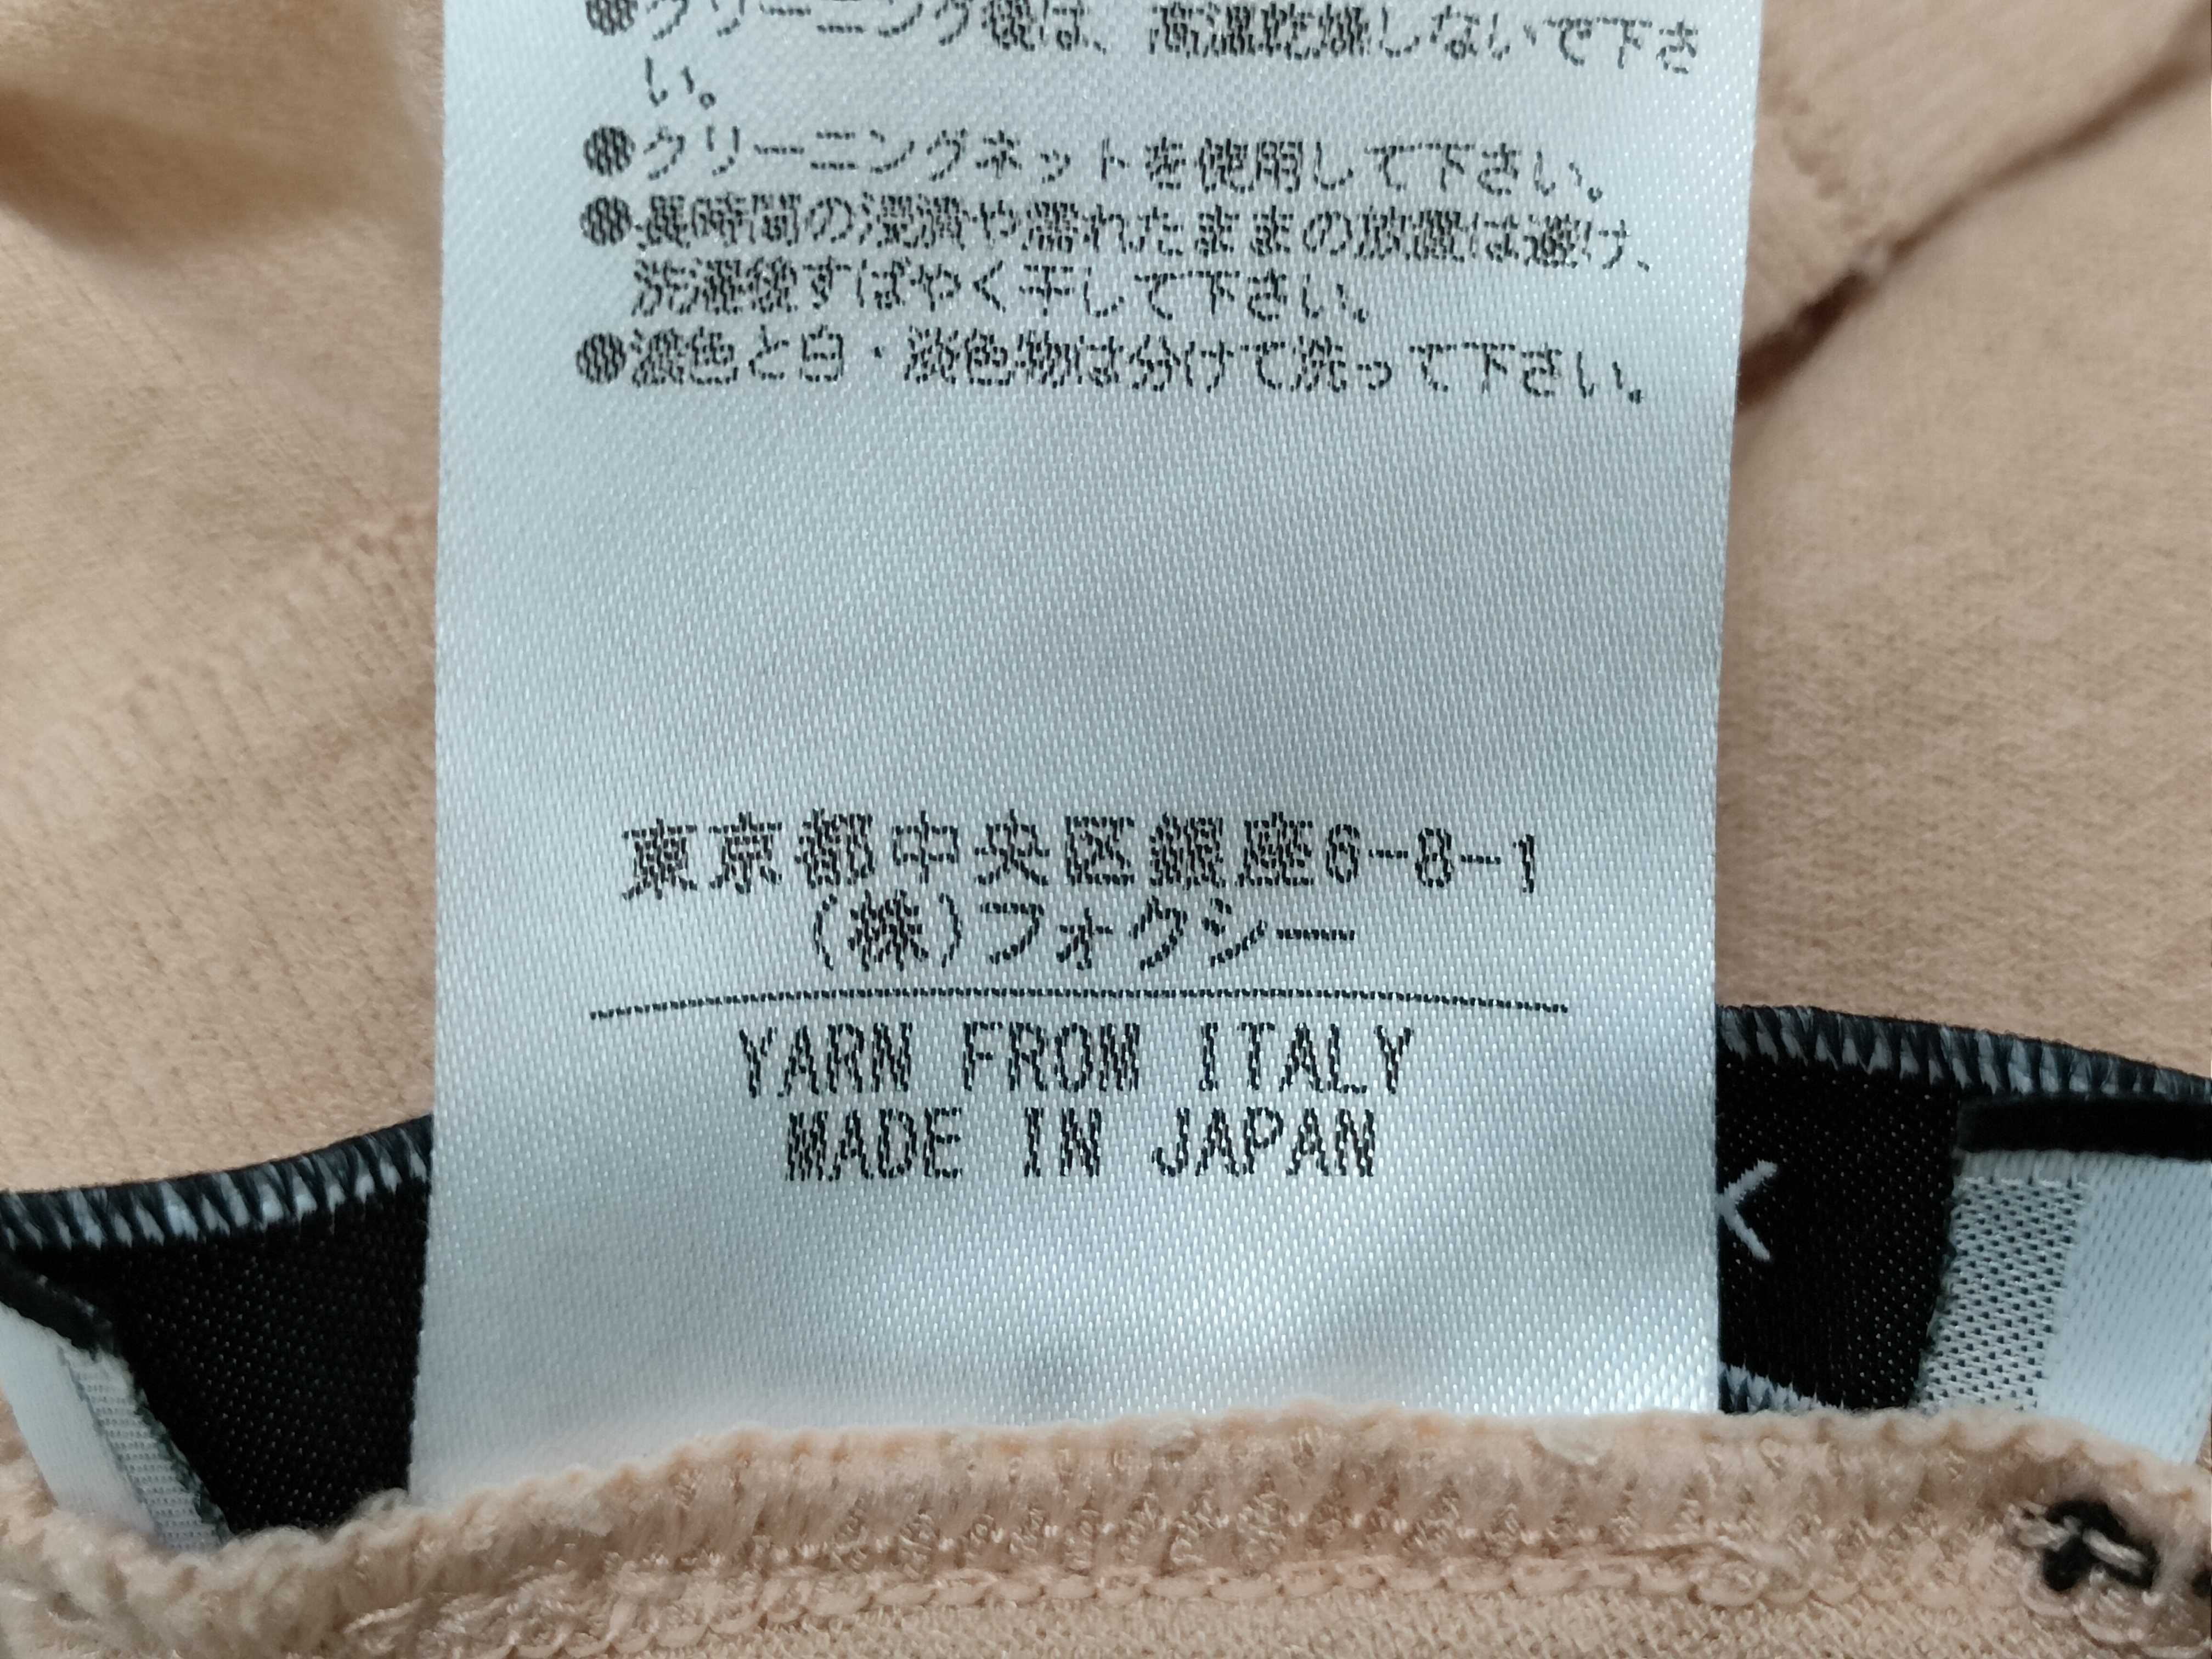 ●クリーニング後は、高温乾燥しないで下さ
い。
●クリーニングネットを使用して下さい。
●長時間の浸漬や濡れたままの放置は避け、
洗濯後すばやく干して下さい。
●濃色と白・淡色物は分けて洗って下さい。
東京都中央区銀座6-8-1
(株)フォクシー
YARN FROM ITALY
MADE IN JAPAN
K